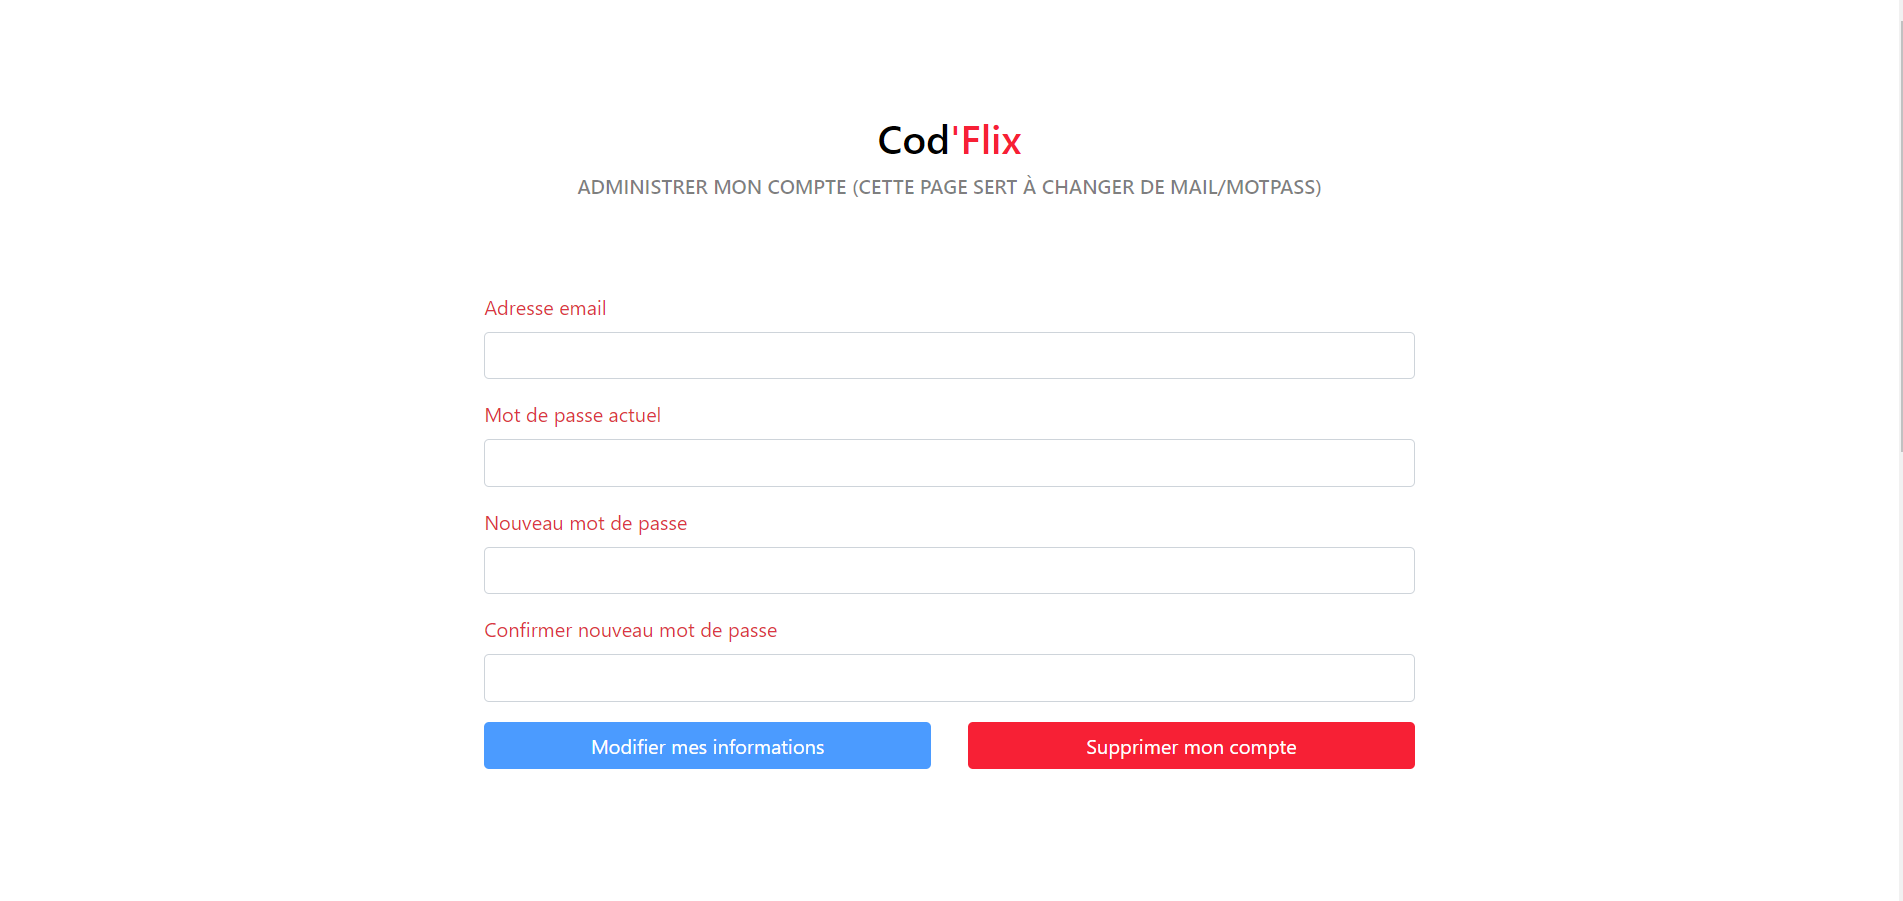 Cod'Flix
ADMINISTRER MON COMPTE (CETTE PAGE SERT À CHANGER DE MAIL/MOTPASS)
Adresse email
Mot de passe actuel
Nouveau mot de passe
Confirmer nouveau mot de passe
Modifier mes informations
Supprimer mon compte